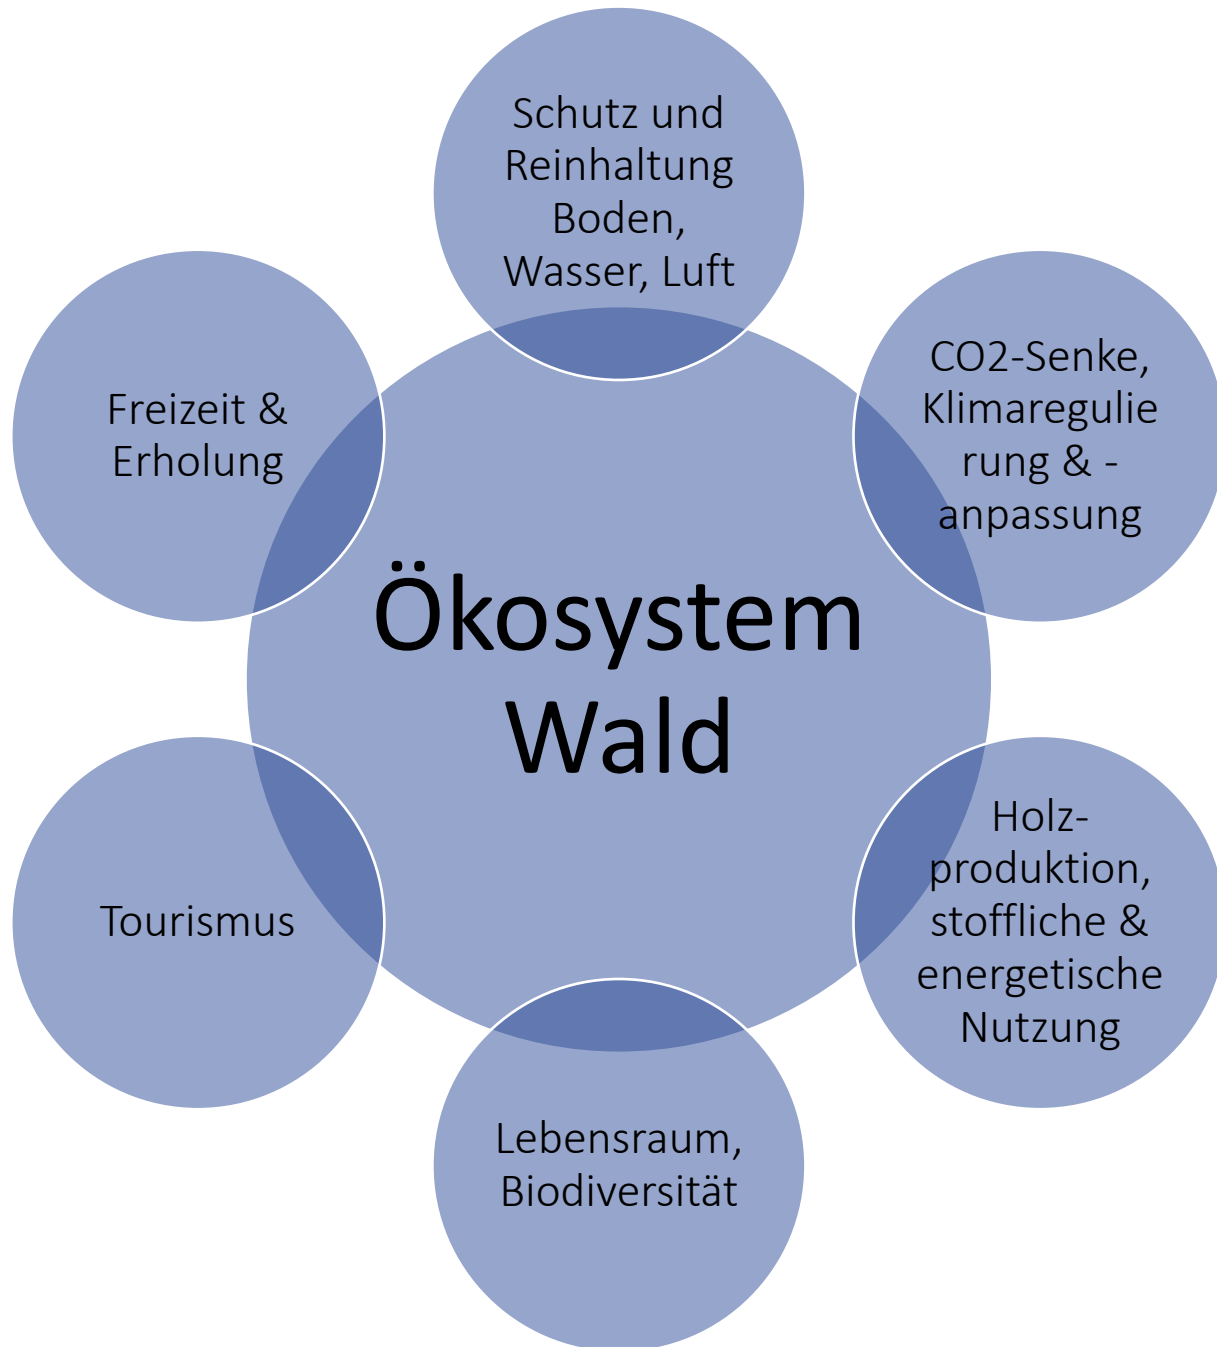 Schutz und
Reinhaltung
Boden,
Wasser, Luft
CO2-Senke,
Klimaregulie
rung & -
anpassung
Holz-
produktion,
stoffliche &
energetische
Nutzung
Lebensraum,
Biodiversität
Tourismus
Freizeit &
Erholung
Ökosystem
Wald